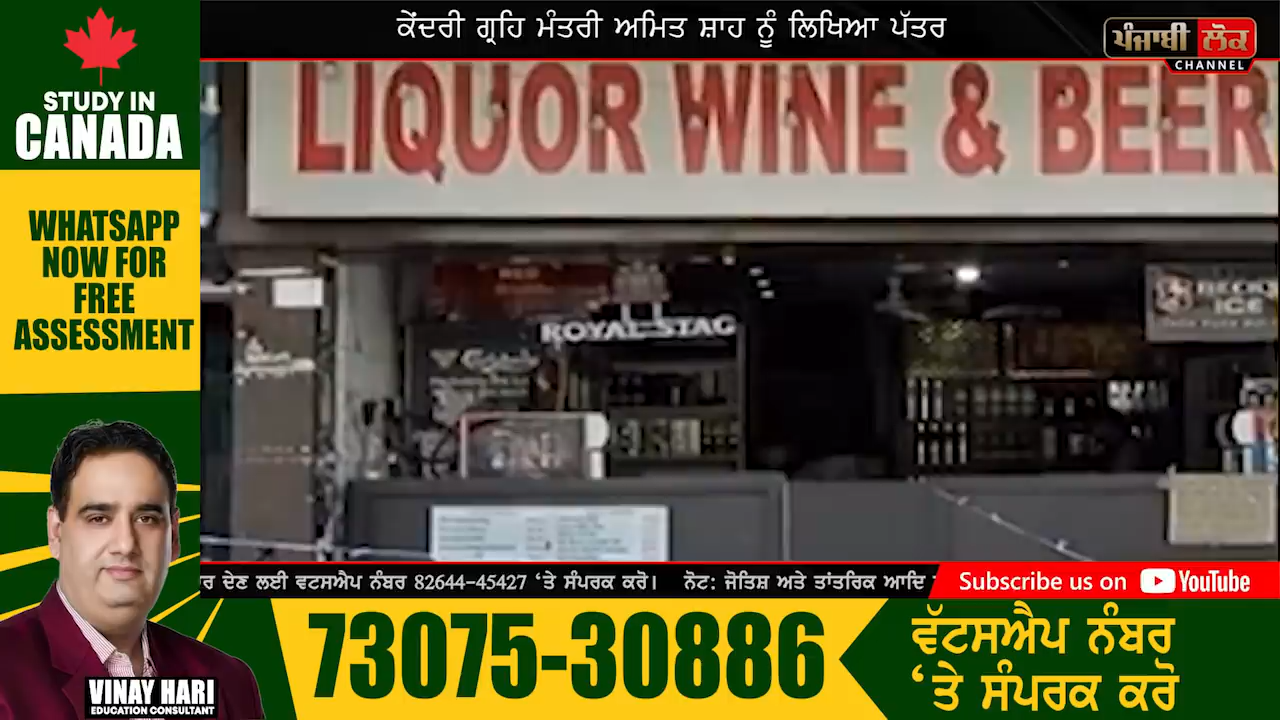 ਕੇਂਦਰੀ ਗ੍ਰਹਿ ਮੰਤਰੀ ਅਮਿਤ ਸ਼ਾਹ ਨੂੰ ਲਿਖਿਆ ਪੱਤਰ
ਪੰਜਾਬੀ ਲੋਕ
CHANNEL
STUDY IN
CANADA
WHATSAPP
NOW FOR
FREE
ASSESSMENT
LIQUOR WINE & BEER
ROYAL STAG
ICE
ਦੇਣ ਲਈ ਵਟਸਐਪ ਨੰਬਰ 82644-45427 ‘ਤੇ ਸੰਪਰਕ ਕਰੋ। ਨੋਟ: ਜੋਤਿਸ਼ ਅਤੇ ਤਾਂਤਰਿਕ ਆਦਿ
Subscribe us on YouTube
73075-30886
ਵੱਟਸਐਪ ਨੰਬਰ
‘ਤੇ ਸੰਪਰਕ ਕਰੋ
VINAY HARI
EDUCATION CONSULTANT